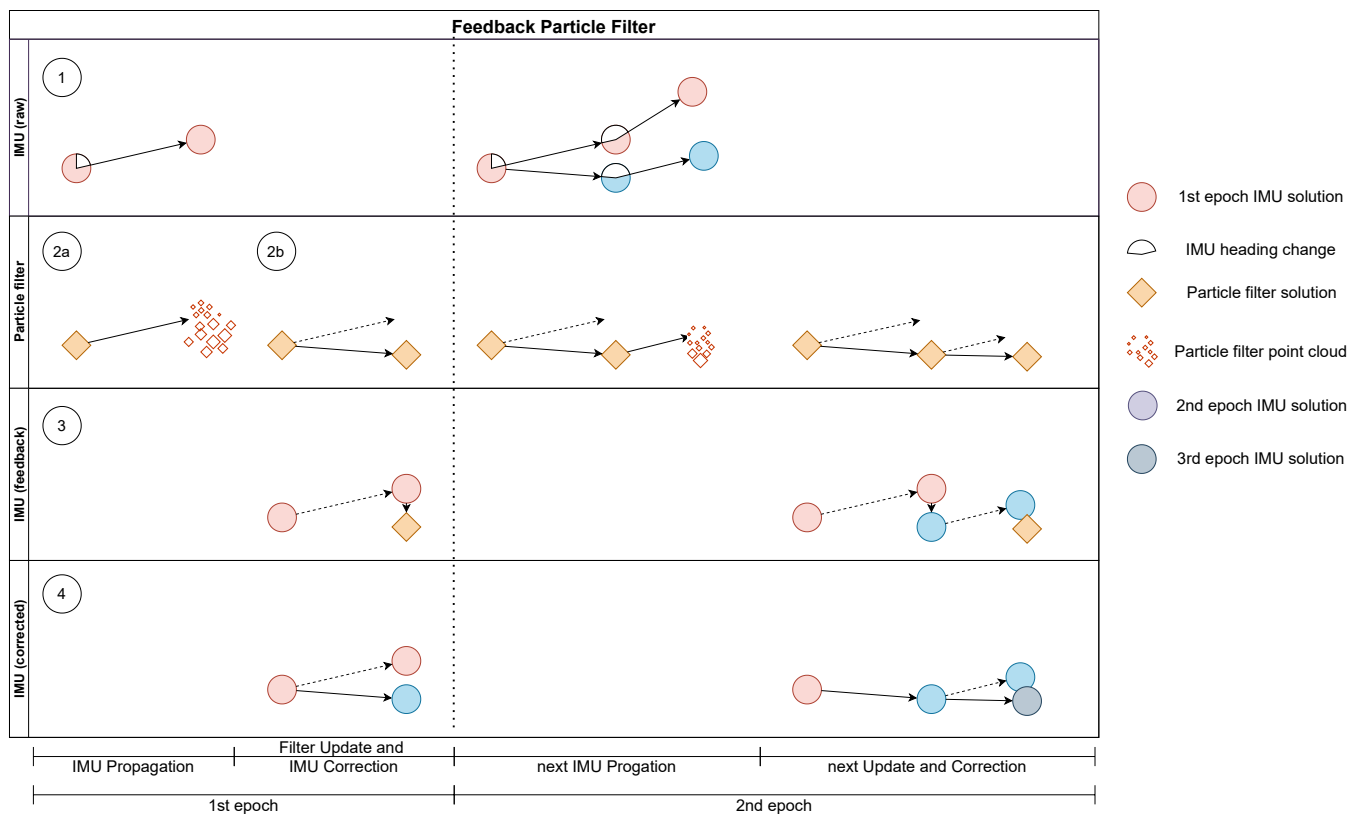 Feedback Particle Filter
IMU (raw)
1
Particle filter
2a
2b
IMU (feedback)
3
IMU (corrected)
4
Filter Update and
IMU Propagation
IMU Correction
next IMU Progation
next Update and Correction
1st epoch
2nd epoch
1st epoch IMU solution
IMU heading change
Particle filter solution
Particle filter point cloud
2nd epoch IMU solution
3rd epoch IMU solution